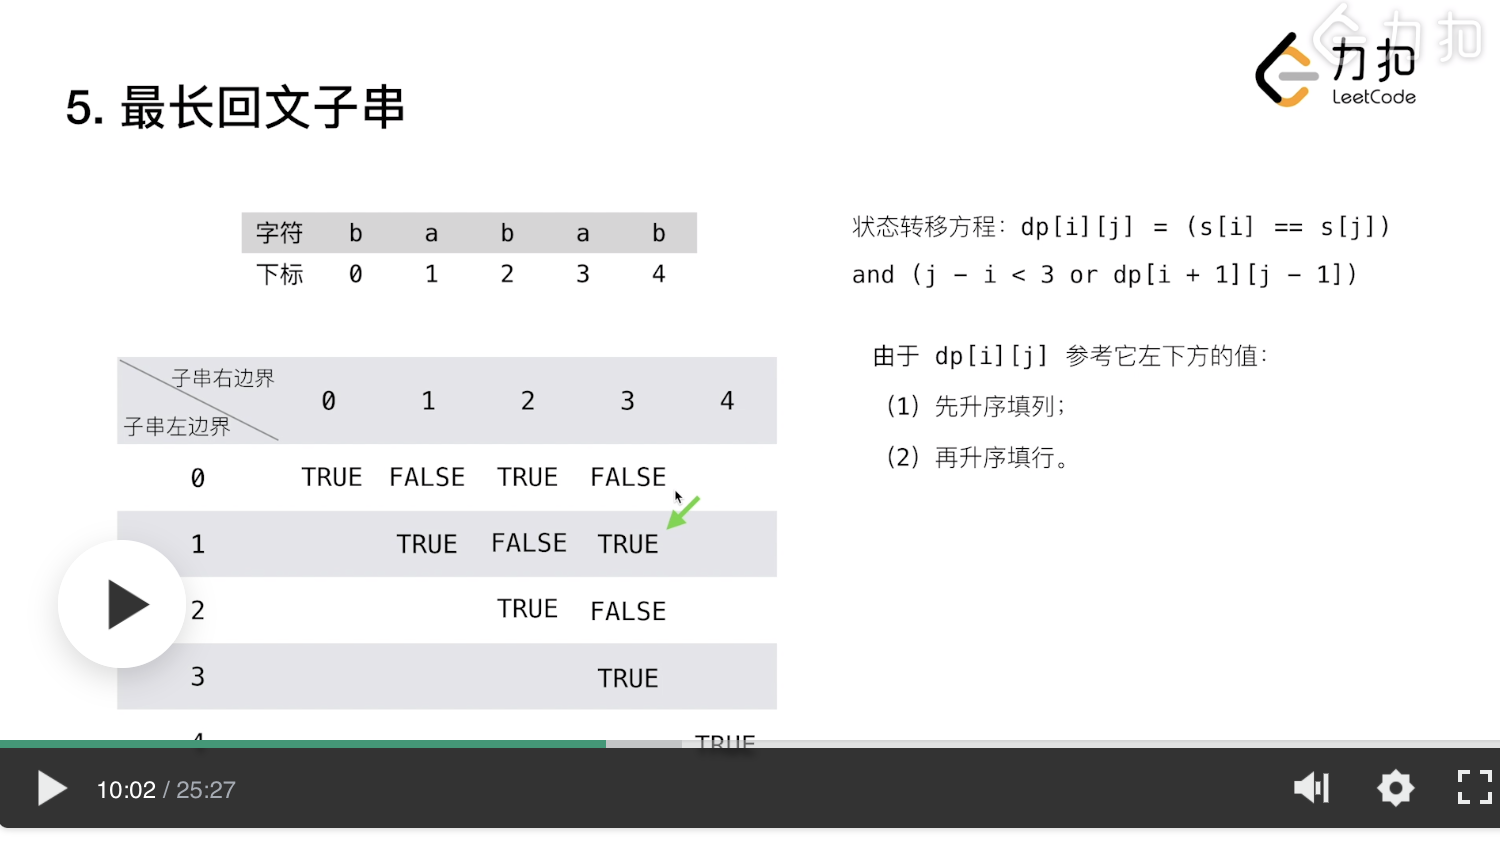 力扣
力扣
LeetCode
5. 最长回文子串
字符 b a b a b
下标 0 1 2 3 4
状态转移方程：dp[i][j] = (s[i] == s[j])
and (j - i < 3 or dp[i + 1][j - 1])
由于 dp[i][j] 参考它左下方的值：
（1）先升序填列；
（2）再升序填行。
子串右边界
子串左边界
0 1 2 3 4
0 TRUE FALSE TRUE FALSE
1 TRUE FALSE TRUE
2 TRUE FALSE
3 TRUE
4 TRUE
10:02 / 25:27